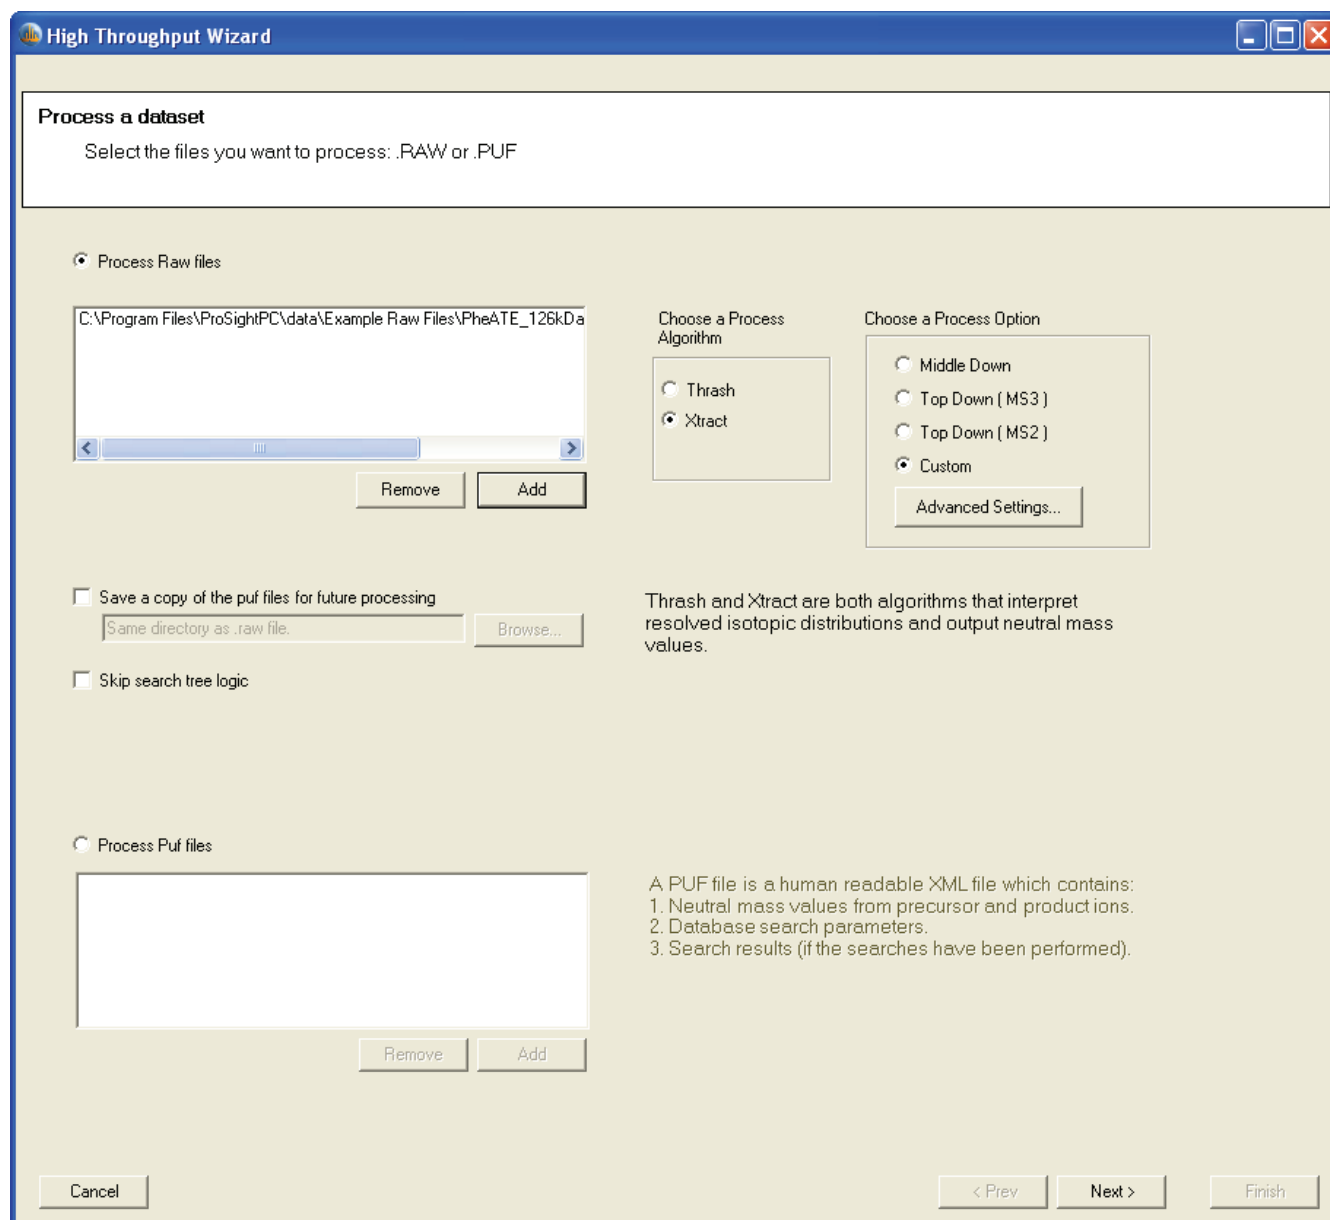 High Throughput Wizard
Process a dataset
Select the files you want to process: .RAW or .PUF
Process Raw files
C:\Program Files\ProSightPC\data\Example Raw Files\PheATE_126kDa
Remove
Add
Choose a Process
Algorithm
Thrash
Xtract
Choose a Process Option
Middle Down
Top Down ( MS3 )
Top Down ( MS2 )
Custom
Advanced Settings...
Save a copy of the puf files for future processing
Same directory as .raw file.
Browse...
Skip search tree logic
Thrash and Xtract are both algorithms that interpret
resolved isotopic distributions and output neutral mass
values.
Process Puf files
Remove
Add
A PUF file is a human readable XML file which contains:
1. Neutral mass values from precursor and product ions.
2. Database search parameters.
3. Search results (if the searches have been performed).
Cancel
< Prev
Next >
Finish